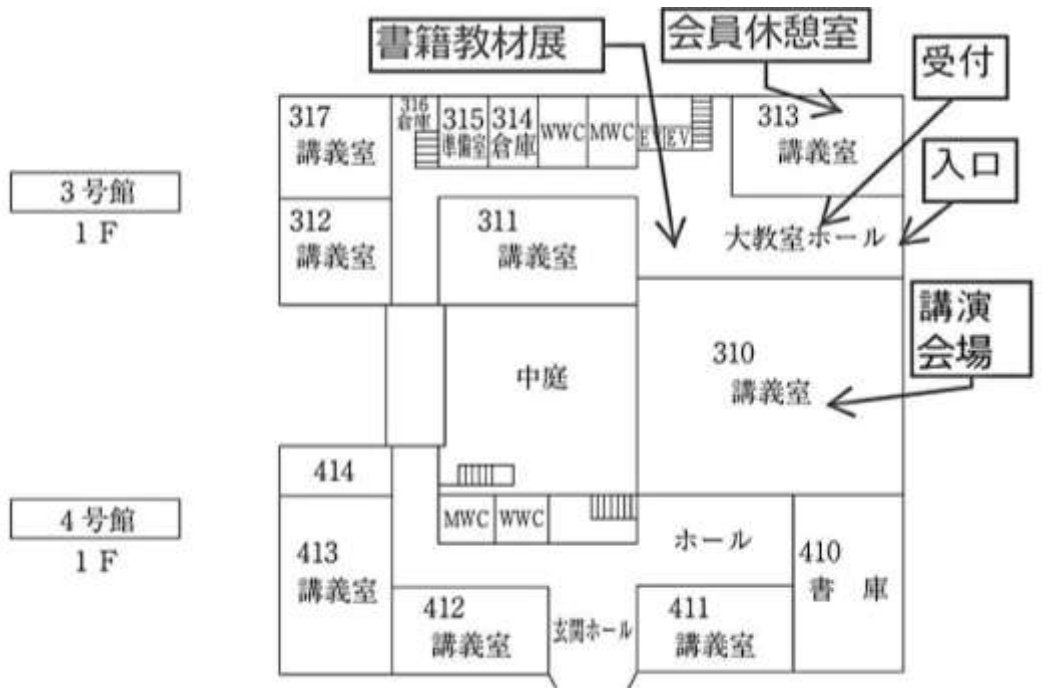 書籍教材展
会員休憩室
受付
入口
講演
会場
3号館
1F
317
講義室
316
倉庫
315
準備室
314
倉庫
WWC
MWC
EV
EV
313
講義室
312
講義室
311
講義室
大教室ホール
310
講義室
中庭
414
4号館
1F
MWC
WWC
413
講義室
ホール
410
書 庫
412
講義室
玄関ホール
411
講義室